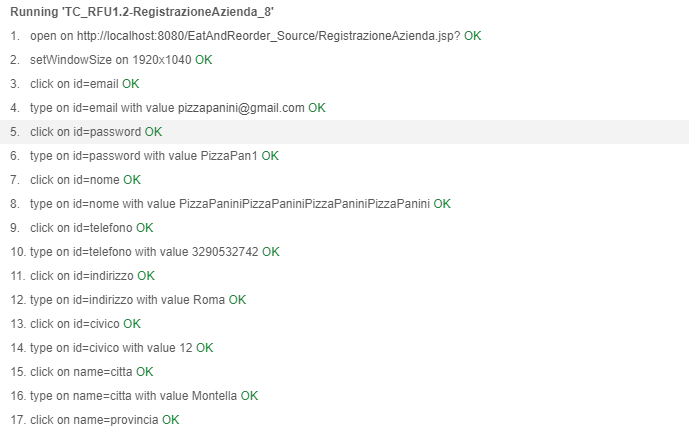 Running 'TC_RFU1.2-RegistrazioneAzienda_8'
1. open on http://localhost:8080/EatAndReorder_Source/RegistrazioneAzienda.jsp? OK
2. setWindowSize on 1920x1040 OK
3. click on id=email OK
4. type on id=email with value pizzapanini@gmail.com OK
5. click on id=password OK
6. type on id=password with value PizzaPan1 OK
7. click on id=nome OK
8. type on id=nome with value PizzaPaniniPizzaPaniniPizzaPaniniPizzaPanini OK
9. click on id=telefono OK
10. type on id=telefono with value 3290532742 OK
11. click on id=indirizzo OK
12. type on id=indirizzo with value Roma OK
13. click on id=civico OK
14. type on id=civico with value 12 OK
15. click on name=citta OK
16. type on name=citta with value Montella OK
17. click on name=provincia OK